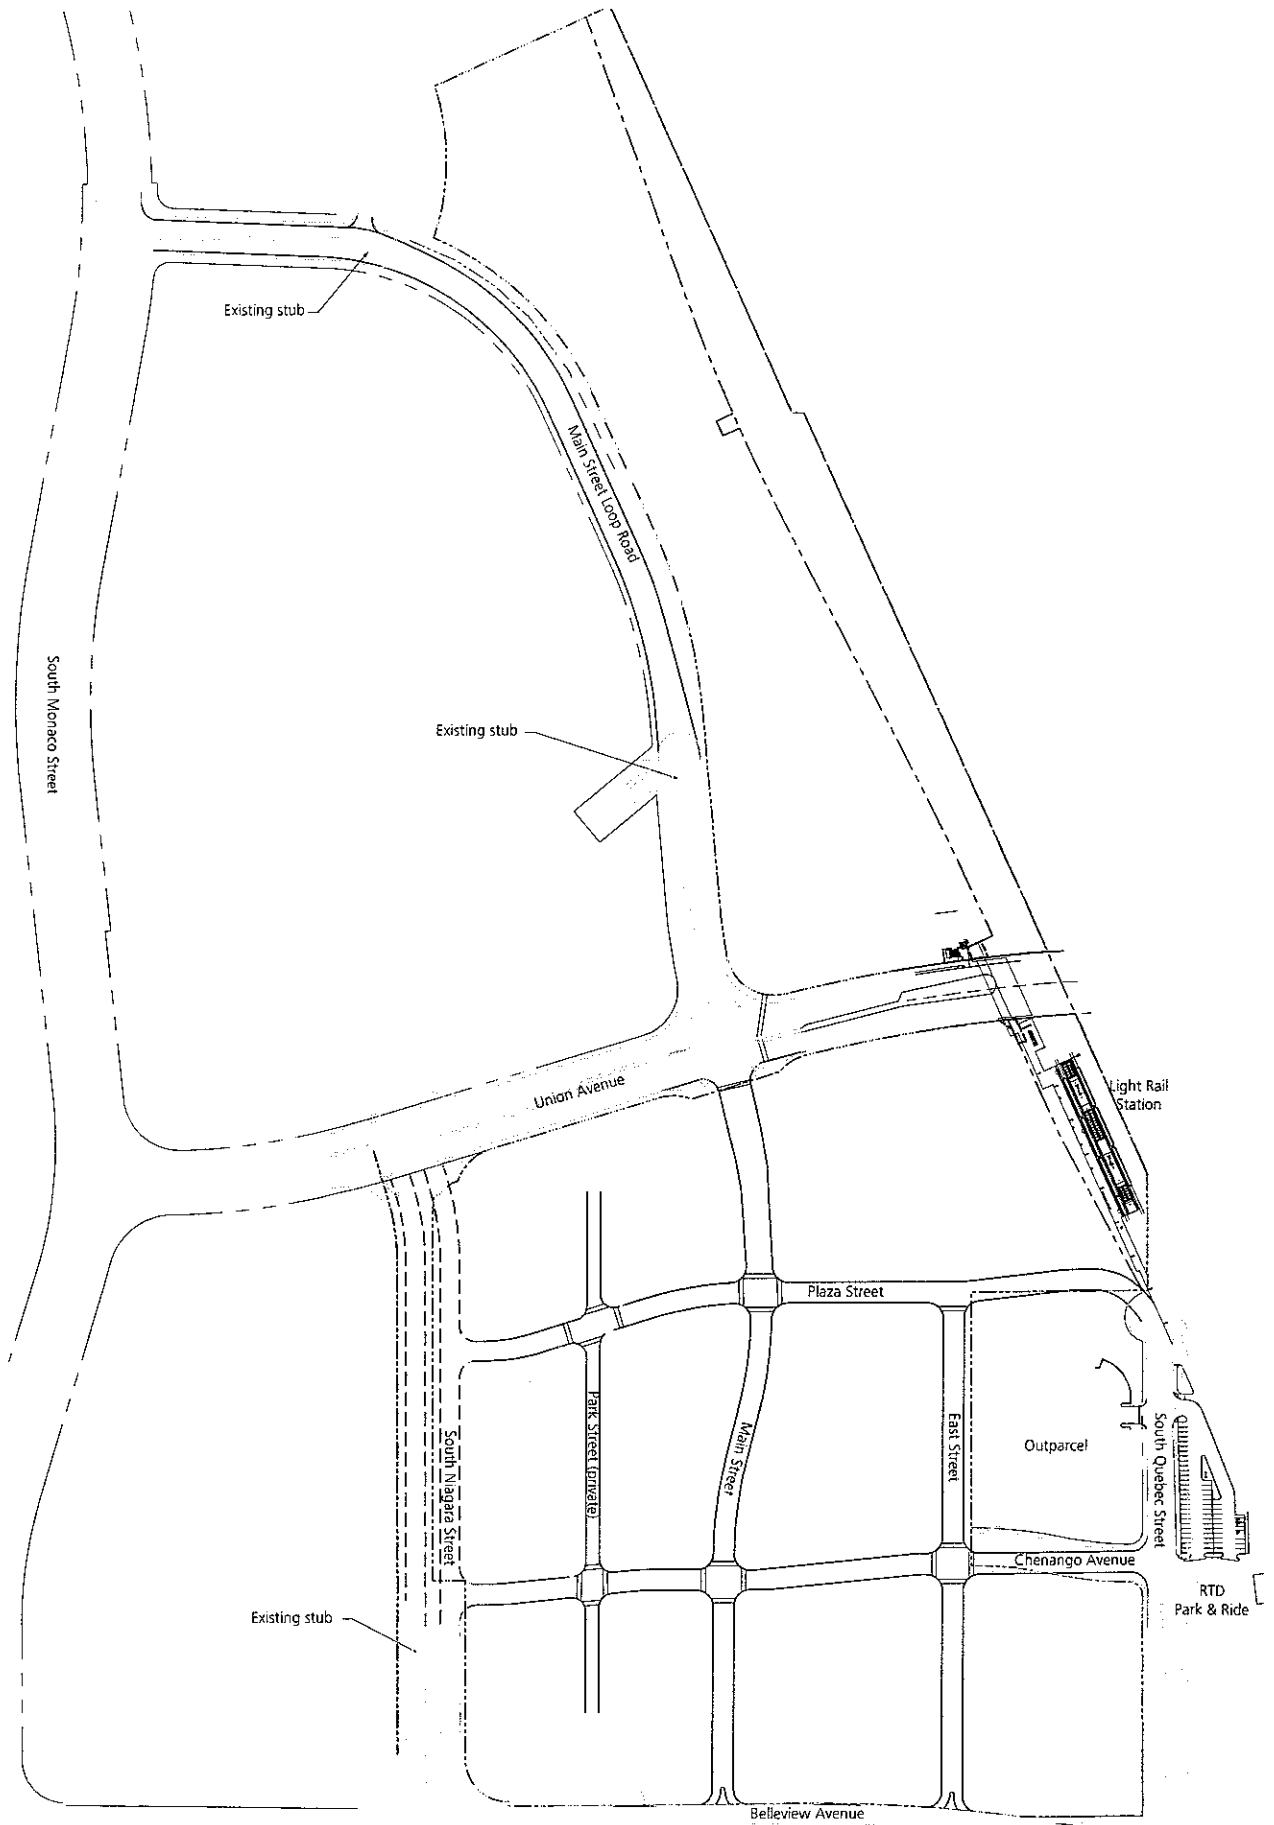 Existing stub
Main Street Loop Road
South Monaco Street
Existing stub
Union Avenue
Light Rail
Station
Plaza Street
Park Street (private)
Main Street
East Street
South Niagara Street
Outparcel
South Quebec Street
Chenango Avenue
RTD
Park & Ride
Existing stub
Belleview Avenue